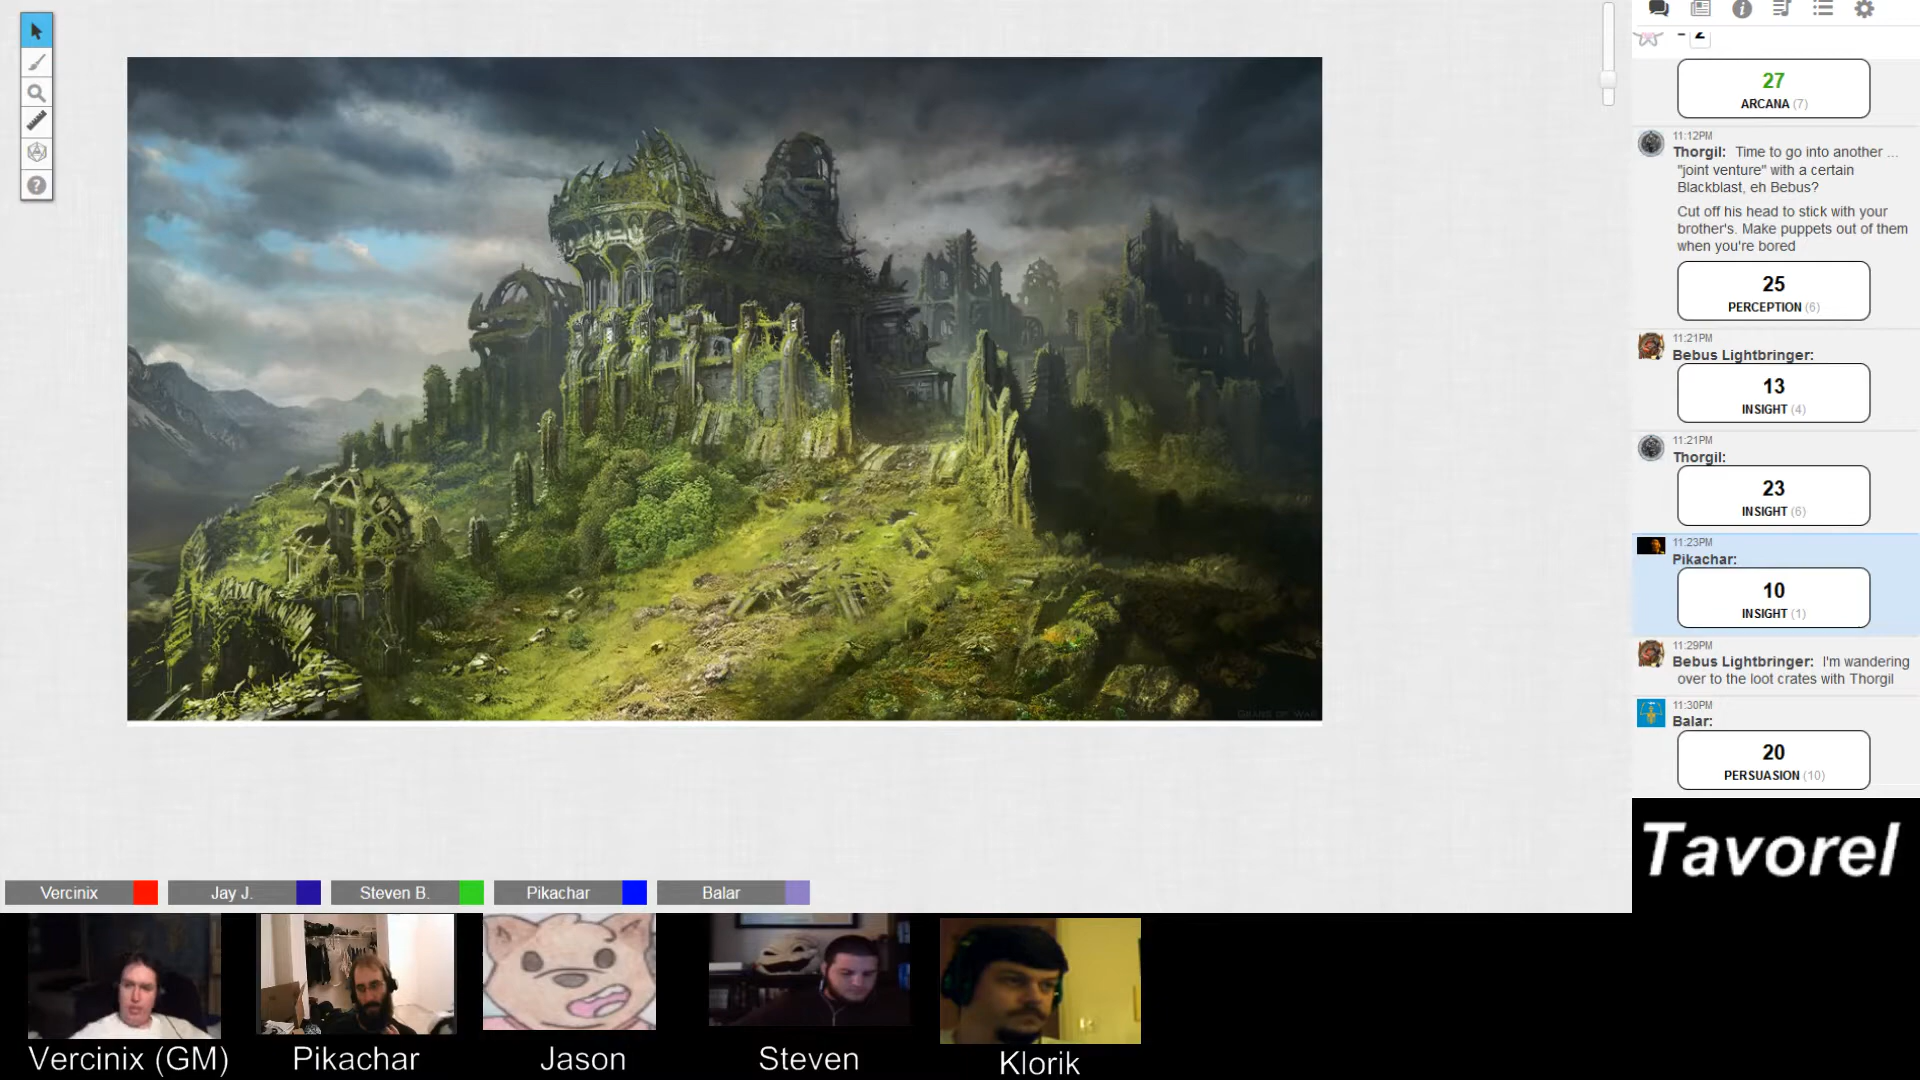 - 2
27
ARCANA (7)
11:12PM
Thorgil: Time to go into another ...
"joint venture" with a certain
Blackblast, eh Bebus?
Cut off his head to stick with your
brother's. Make puppets out of them
when you're bored
25
PERCEPTION (6)
11:21PM
Bebus Lightbringer:
13
INSIGHT (4)
11:21PM
Thorgil:
23
INSIGHT (6)
11:23PM
Pikachar:
10
INSIGHT (1)
11:29PM
Bebus Lightbringer: I'm wandering
over to the loot crates with Thorgil
11:30PM
Balar:
20
PERSUASION (10)
Tavorel
Vercinix
Jay J.
Steven B.
Pikachar
Balar
Vercinix (GM)
Pikachar
Jason
Steven
Klorik